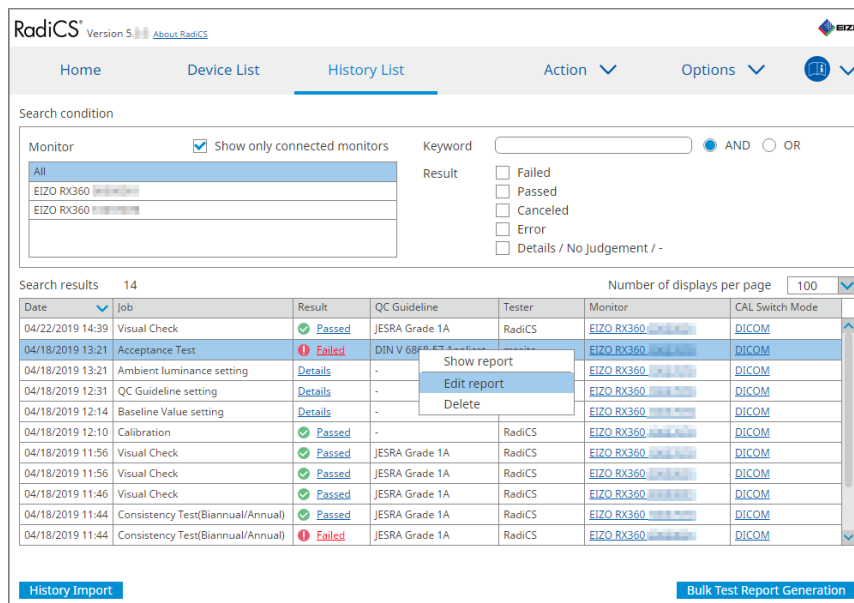 RadiCS® Version 5. About RadiCS EIZO
Home Device List History List Action Options
Search condition
Monitor Show only connected monitors Keyword AND OR
All Result Failed
EIZO RX360 Passed
EIZO RX360 Canceled
Error
Details / No Judgement / -
Search results 14 Number of displays per page 100
Date Job Result QC Guideline Tester Monitor CAL Switch Mode
04/22/2019 14:39 Visual Check Passed JESRA Grade 1A RadiCS EIZO RX360 DICOM
04/18/2019 13:21 Acceptance Test Failed DIN V 6868-57 EIZO RX360 DICOM
Show report
04/18/2019 13:21 Ambient luminance setting Details - EIZO RX360 DICOM
Edit report
04/18/2019 12:31 QC Guideline setting Details - EIZO RX360 DICOM
Delete
04/18/2019 12:14 Baseline Value setting Details - EIZO RX360 DICOM
04/18/2019 12:10 Calibration Passed - RadiCS EIZO RX360 DICOM
04/18/2019 11:56 Visual Check Passed JESRA Grade 1A RadiCS EIZO RX360 DICOM
04/18/2019 11:56 Visual Check Passed JESRA Grade 1A RadiCS EIZO RX360 DICOM
04/18/2019 11:46 Visual Check Passed JESRA Grade 1A RadiCS EIZO RX360 DICOM
04/18/2019 11:44 Consistency Test(Biannual/Annual) Passed JESRA Grade 1A RadiCS EIZO RX360 DICOM
04/18/2019 11:44 Consistency Test(Biannual/Annual) Failed JESRA Grade 1A RadiCS EIZO RX360 DICOM
History Import Bulk Test Report Generation